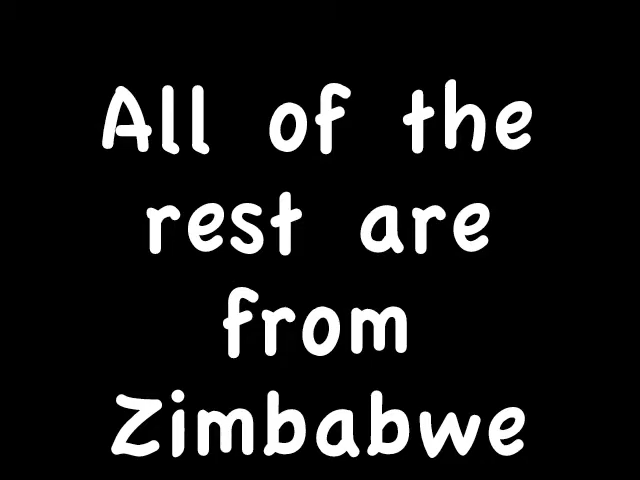 All of the
rest are
from
Zimbabwe